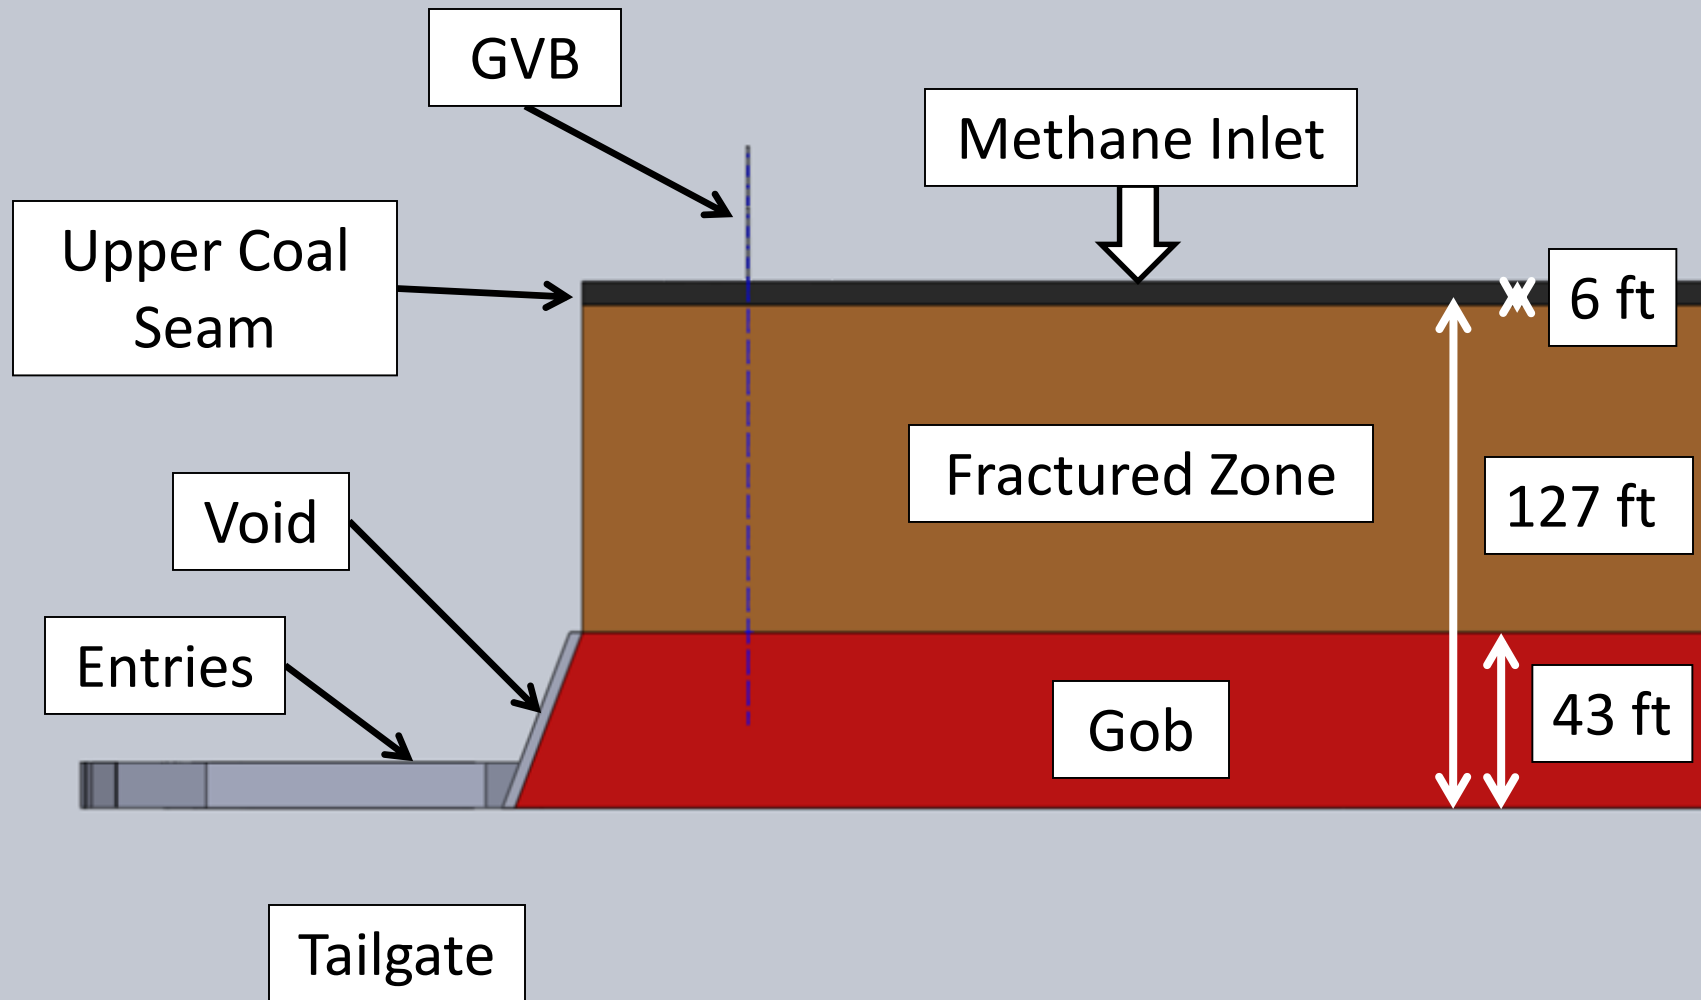 GVB
Methane Inlet
Upper Coal
Seam
6 ft
Fractured Zone
127 ft
Void
Entries
Gob
43 ft
Tailgate